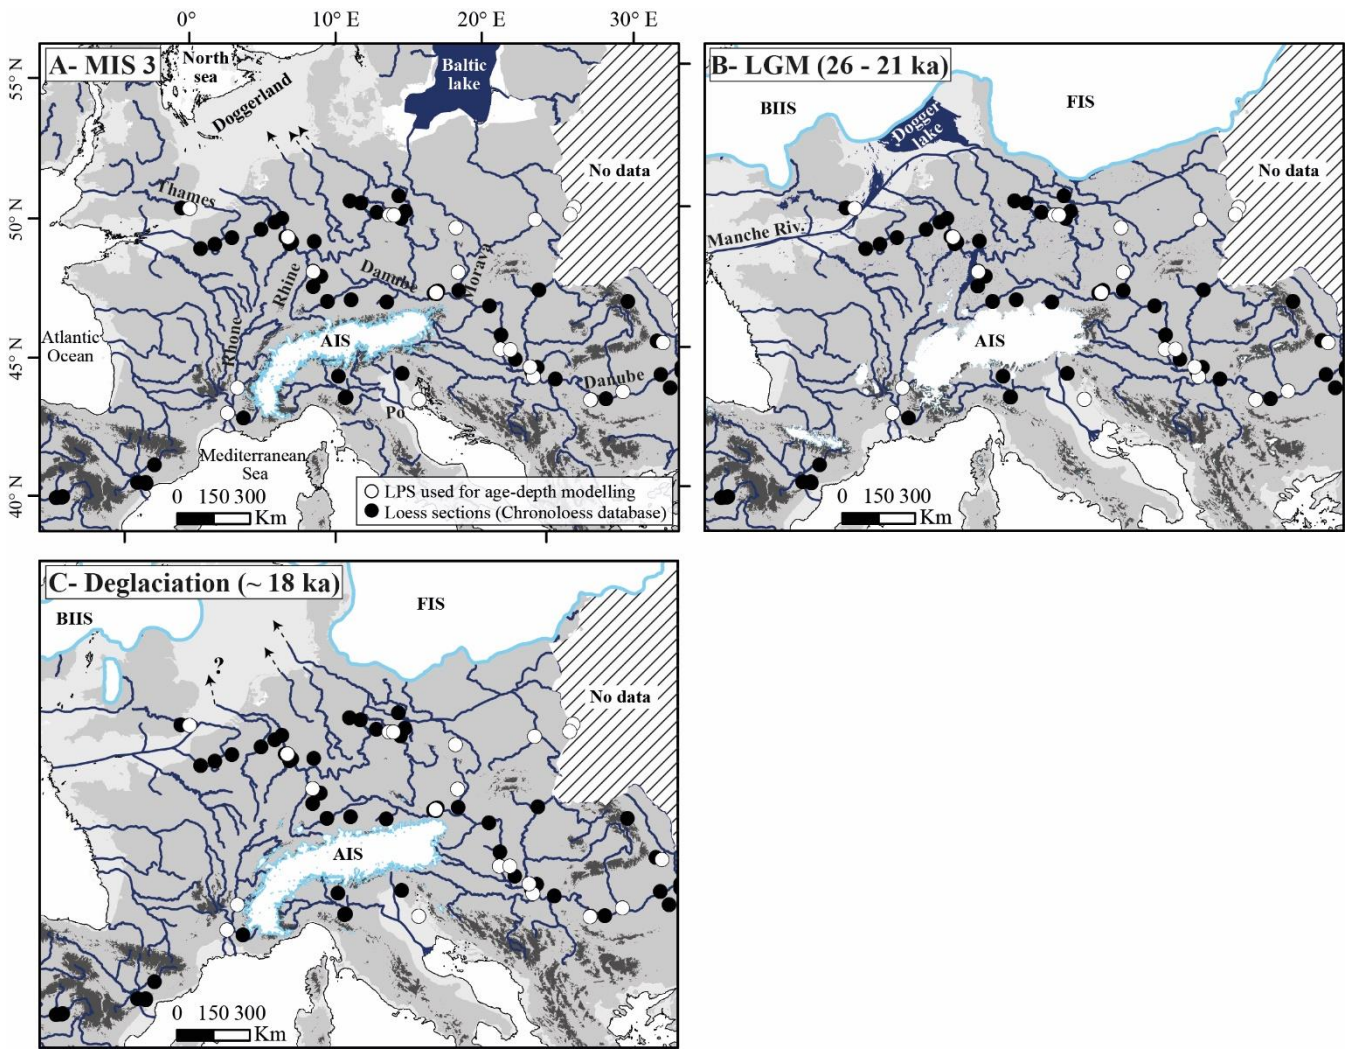 0° 10° E 20° E 30° E
55° N
50° N
45° N
40° N
A- MIS 3
North
sea
Doggerland
Baltic
lake
No data
Thames
Rhine
Danube
Morava
Rhone
AIS
Atlantic
Ocean
Po
Danube
Mediterranean
Sea
0 150 300
Km
LPS used for age-depth modelling
Loess sections (Chronoloess database)
B- LGM (26 - 21 ka)
BIIS
FIS
Dogger
lake
No data
Manche Riv.
AIS
0 150 300
Km
C- Deglaciation (~ 18 ka)
BIIS
FIS
?
No data
AIS
0 150 300
Km